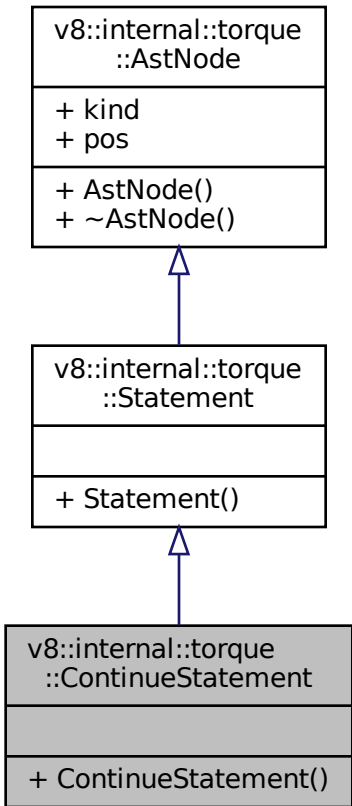 v8::internal::torque
::AstNode
+ kind
+ pos
+ AstNode()
+ ~AstNode()
v8::internal::torque
::Statement
+ Statement()
v8::internal::torque
::ContinueStatement
+ ContinueStatement()